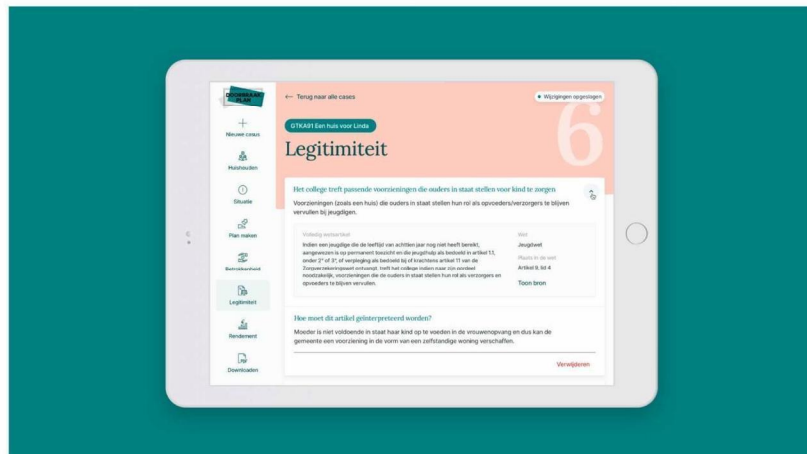 DOORBRAAK
PLAN
← Terug naar alle cases
Wijzigingen opgeslagen
Nieuwe casus
GTKA91 Een huis voor Linda
6
Legitimiteit
Huishouden
Situatie
Plan maken
Betrokkenheid
Legitimiteit
Rendement
Downloaden
Het college treft passende voorzieningen die ouders in staat stellen voor kind te zorgen
Voorzieningen (zoals een huis) die ouders in staat stellen hun rol als opvoeders/verzorgers te blijven
vervullen bij jeugdigen.
Volledig wetsartikel
Indien een jeugdige die de leeftijd van achttien jaar nog niet heeft bereikt,
aangewezen is op permanent toezicht en die jeugdhulp als bedoeld in artikel 1.1,
onder 2° of 3°, of verpleging als bedoeld bij of krachtens artikel 11 van de
Zorgverzekeringswet ontvangt, treft het college indien naar zijn oordeel
noodzakelijk, voorzieningen die de ouders in staat stellen hun rol als verzorgers en
opvoeders te blijven vervullen.
Wet
Jeugdwet
Plaats in de wet
Artikel 8, lid 4
Toon bron
Hoe moet dit artikel geïnterpreteerd worden?
Moeder is niet voldoende in staat haar kind op te voeden in de vrouwenopvang en dus kan de
gemeente een voorziening in de vorm van een zelfstandige woning verschaffen.
Verwijderen